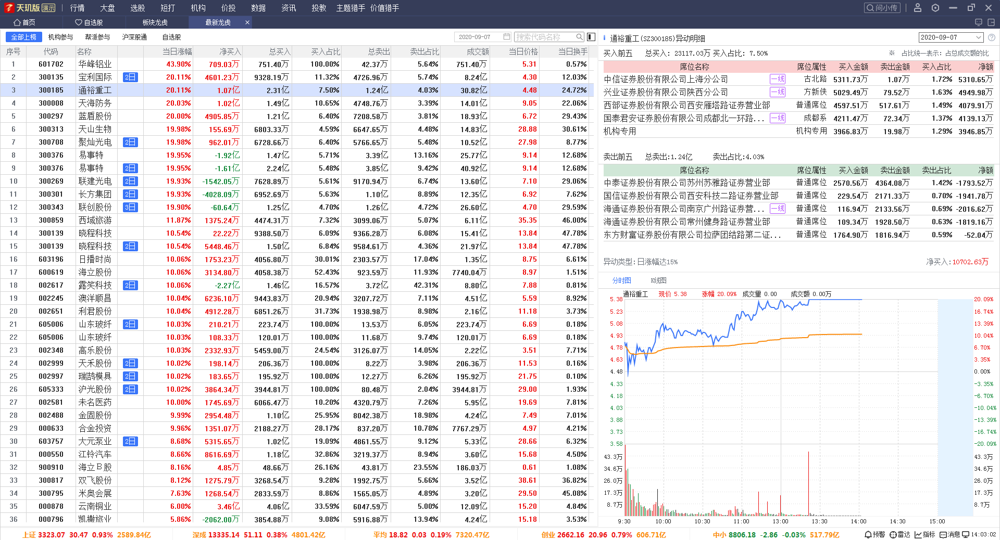 天玑版 演示 行情 大盘 选股 短打 机构 价投 数据 资讯 投教 主题猎手 价值猎手 问小传
首页 自选股 板块龙虎 最新龙虎 ×
全部上榜 机构参与 帮派参与 沪深股通 自选股 2020-09-07 搜索代码名称
序号 代码 名称 当日涨幅 净买入 总买入 买入占比 总卖出 卖出占比 成交额 当日价格 当日换手
1 601702 华峰铝业 43.90% 709.03万 751.40万 100.00% 42.37万 5.64% 751.40万 5.31 0.57%
2 300135 宝利国际 2日 20.11% 4601.23万 9328.19万 11.32% 4726.96万 5.74% 8.24亿 4.30 12.03%
3 300185 通裕重工 20.11% 1.07亿 2.31亿 7.50% 1.24亿 4.03% 30.82亿 4.48 24.72%
4 300008 天海防务 20.03% 1.02亿 1.49亿 10.65% 4748.76万 3.39% 14.01亿 9.05 22.06%
5 300297 蓝盾股份 20.00% 4905.85万 1.21亿 6.40% 7208.58万 3.81% 18.93亿 6.72 29.43%
6 300313 天山生物 19.98% 155.69万 6803.33万 4.59% 6647.65万 4.48% 14.83亿 28.88 30.61%
7 300708 聚灿光电 2日 19.98% 962.01万 6728.66万 6.40% 5766.65万 5.48% 10.52亿 27.98 8.77%
8 300376 易事特 19.95% -1.92亿 1.47亿 5.71% 3.39亿 13.16% 25.77亿 9.14 12.68%
9 300376 易事特 2日 19.95% -1.61亿 2.24亿 5.48% 3.85亿 9.42% 40.92亿 9.14 12.68%
10 300269 联建光电 2日 19.93% -1542.05万 7628.89万 5.61% 9170.94万 6.74% 13.60亿 7.10 29.06%
11 300301 长方集团 2日 19.93% -4028.09万 6952.69万 5.63% 1.10亿 8.89% 12.35亿 6.92 7.62%
12 300343 联创股份 3日 19.90% -60.64万 1.25亿 4.70% 1.26亿 4.72% 26.60亿 4.70 29.59%
13 300859 西域旅游 11.87% 1375.24万 4474.31万 7.32% 3099.06万 5.07% 6.11亿 35.35 46.00%
14 300139 晓程科技 10.54% 22.22万 9388.50万 6.09% 9366.28万 6.08% 15.41亿 13.84 47.78%
15 300139 晓程科技 2日 10.54% 5448.46万 1.50亿 6.84% 9584.61万 4.36% 21.97亿 13.84 47.78%
16 603196 日播时尚 10.06% 1753.23万 4056.80万 30.01% 2303.57万 17.04% 1.35亿 8.75 6.61%
17 600619 海立股份 10.06% 3134.80万 4058.38万 52.43% 923.59万 11.93% 7740.04万 8.97 1.51%
18 002617 露笑科技 2日 10.06% -2.27亿 1.46亿 16.57% 3.72亿 42.31% 8.80亿 7.88 0.81%
19 002245 澳洋顺昌 10.04% 6236.10万 9443.83万 20.94% 3207.72万 7.11% 4.51亿 5.59 8.92%
20 002651 利君股份 10.04% 4912.28万 6851.26万 31.73% 1938.98万 8.98% 2.16亿 11.18 3.73%
21 605006 山东玻纤 2日 10.03% 210.21万 223.74万 100.00% 13.53万 6.05% 223.74万 6.69 0.18%
22 605006 山东玻纤 10.03% 108.33万 120.01万 100.00% 11.68万 9.74% 120.01万 6.69 0.18%
23 002348 高乐股份 10.03% 2332.93万 5459.00万 24.54% 3126.07万 14.05% 2.22亿 3.51 7.71%
24 002999 天禾股份 2日 10.02% 198.14万 206.36万 100.00% 8.22万 3.98% 206.36万 11.53 0.16%
25 002997 瑞鹄模具 2日 10.02% 183.65万 195.92万 100.00% 12.27万 6.26% 195.92万 21.75 0.10%
26 605333 沪光股份 2日 10.02% 3864.34万 3944.81万 100.00% 80.48万 2.04% 3944.81万 29.00 1.93%
27 002581 未名医药 10.00% 1745.69万 6066.47万 10.20% 4320.79万 7.26% 5.95亿 19.69 7.81%
28 002488 金固股份 9.99% 2954.48万 1.10亿 25.95% 8042.38万 18.98% 4.24亿 7.49 7.01%
29 000633 合金投资 9.96% 1351.07万 2188.27万 28.17% 837.20万 10.78% 7767.29万 4.97 4.21%
30 603757 大元泵业 2日 8.68% 5315.65万 1.02亿 19.09% 4861.55万 9.12% 5.33亿 28.66 6.32%
31 000550 江铃汽车 8.66% 8616.69万 1.18亿 32.86% 3219.37万 8.94% 3.60亿 15.68 4.50%
32 900910 海立B股 8.16% 4.85万 48.66万 26.16% 43.81万 23.55% 186.03万 0.61 1.08%
33 300817 双飞股份 8.12% 1275.79万 3268.54万 9.28% 1992.75万 5.66% 3.52亿 38.61 36.82%
34 300795 米奥会展 7.63% 1268.54万 2833.59万 8.86% 1565.05万 4.89% 3.20亿 29.50 45.08%
35 000878 云南铜业 6.00% 3.46亿 4.06亿 33.59% 6047.59万 5.00% 12.09亿 15.20 4.84%
36 000796 凯撒旅业 5.86% -2062.00万 3854.88万 9.08% 5916.88万 13.94% 4.24亿 15.18 3.53%
通裕重工(SZ300185)异动明细 2020-09-07
买入前五 总买入: 23117.03万 买入占比: 7.50% ※ 占比统一表示: 占总成交额的比
席位名称 席位属性 买入金额 卖出金额 买入占比 净额
中信证券股份有限公司上海分公司 一线 古北路 5311.73万 1.07万 1.72% 5310.65万
兴业证券股份有限公司陕西分公司 一线 方新侠 5029.49万 79.52万 1.63% 4949.98万
西部证券股份有限公司西安雁塔路证券营业部 普通席位 4597.51万 517.61万 1.49% 4079.91万
国泰君安证券股份有限公司成都北一环路... 一线 成都系 4211.47万 72.34万 1.37% 4139.13万
机构专用 机构专用 3966.83万 19.98万 1.29% 3946.85万
卖出前五 总卖出:1.24亿 卖出占比:4.03%
席位名称 席位属性 买入金额 卖出金额 卖出占比 净额
中泰证券股份有限公司苏州苏雅路证券营业部 普通席位 2570.56万 4364.08万 1.42% -1793.52万
国信证券股份有限公司西安科技二路证券营业部 普通席位 229.54万 2171.33万 0.70% -1941.78万
海通证券股份有限公司南京广州路证券营... 一线 普通席位 116.94万 2133.56万 0.69% -2016.62万
海通证券股份有限公司常州健身路证券营业部 普通席位 109.34万 1928.50万 0.63% -1819.16万
东方财富证券股份有限公司拉萨团结路第二证... 普通席位 1764.90万 1816.94万 0.59% -52.04万
异动类型:日涨幅达15% 净买入:10702.63万
分时图 K线图
通裕重工 现价 5.38 涨幅 20.09% 成交量 0.00 成交额 0.00万
5.38 20.09%
5.23 16.74%
5.08 13.39%
4.93 10.04%
4.78 6.70%
4.63 3.35%
4.48 0.00%
4.33 -3.35%
4.18 -6.70%
4.03 -10.04%
3.88 -13.39%
3.73 -16.74%
3.58 -20.09%
43.3万 43.3万
34.6万 34.6万
26.0万 26.0万
17.3万 17.3万
8.7万 8.7万
9:30 10:00 10:30 11:00 13:00 13:30 14:00 14:30 15:00
上证 3323.07 30.47 0.93% 2589.84亿 深成 13335.14 51.11 0.38% 4801.42亿 平均 18.82 0.03 0.19% 7320.47亿 创业 2662.16 20.96 0.79% 606.71亿 中小 8806.18 -2.86 -0.03% 517.79亿 预警 雷达 指标 消息 14:03:02